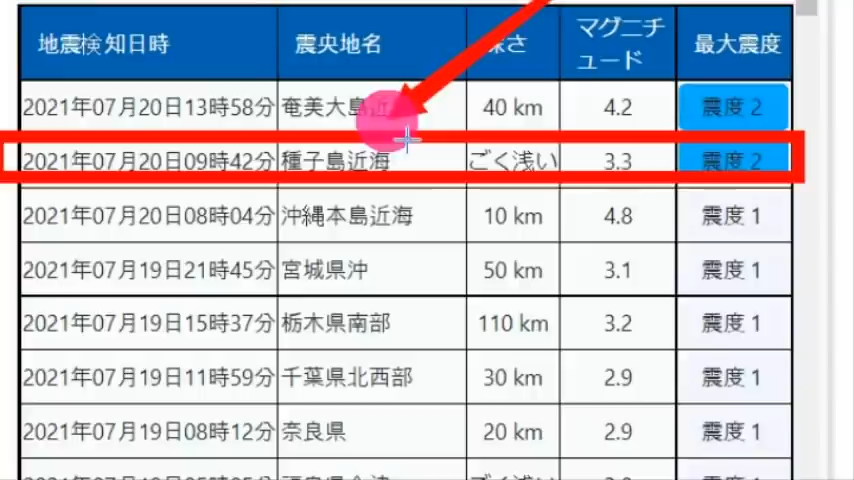 地震検知日時 震央地名 深さ マグニチュード 最大震度
2021年07月20日13時58分 奄美大島近 40 km 4.2 震度2
2021年07月20日09時42分 種子島近海 ごく浅い 3.3 震度2
2021年07月20日08時04分 沖縄本島近海 10 km 4.8 震度1
2021年07月19日21時45分 宮城県沖 50 km 3.1 震度1
2021年07月19日15時37分 栃木県南部 110 km 3.2 震度1
2021年07月19日11時59分 千葉県北西部 30 km 2.9 震度1
2021年07月19日08時12分 奈良県 20 km 2.9 震度1